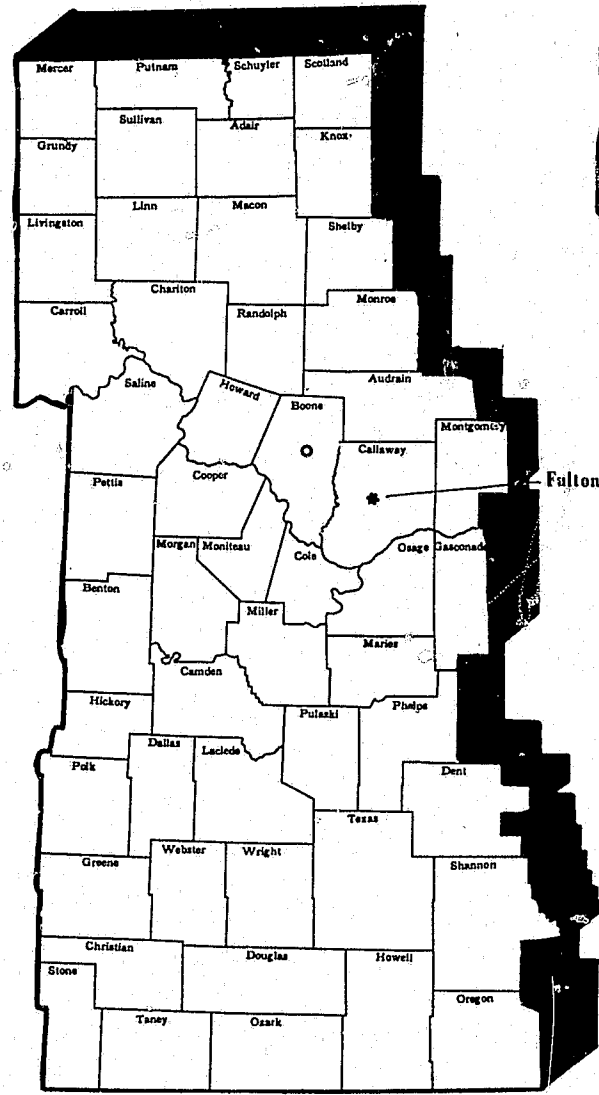 Mercer
Putnam
Schuyler
Scotland
Sullivan
Adair
Knox
Grundy
Linn
Macon
Livingston
Shelby
Chariton
Monroe
Carroll
Randolph
Saline
Howard
Audrain
Boone
Montgomery
Callaway
Cooper
Pettis
Fulton
Morgan
Moniteau
Cole
Osage
Gasconade
Benton
Miller
Maries
Camden
Hickory
Pulaski
Phelps
Dallas
Laclede
Polk
Dent
Texas
Greene
Webster
Wright
Shannon
Christian
Douglas
Howell
Stone
Oregon
Taney
Ozark